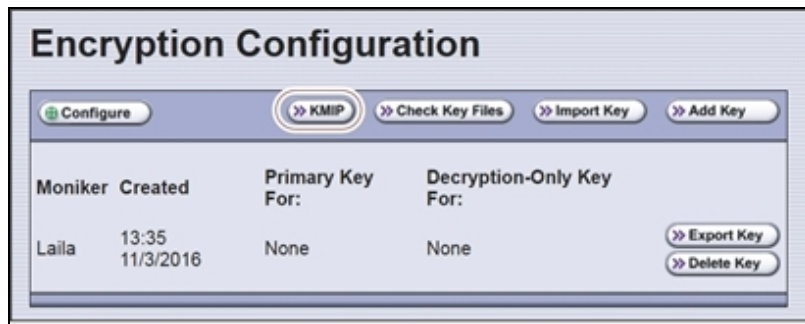 Encryption Configuration
Configure
KMIP
Check Key Files
Import Key
Add Key
Moniker Created Primary Key For: Decryption-Only Key For:
Laila 13:35 11/3/2016 None None
Export Key
Delete Key